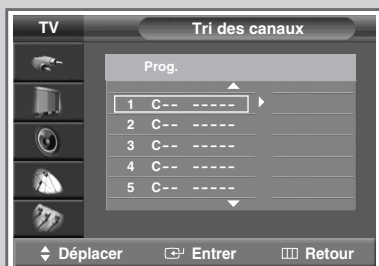 TV Tri des canaux
Prog.
1 C-- -----
2 C-- -----
3 C-- -----
4 C-- -----
5 C-- -----
Déplacer Entrer Retour